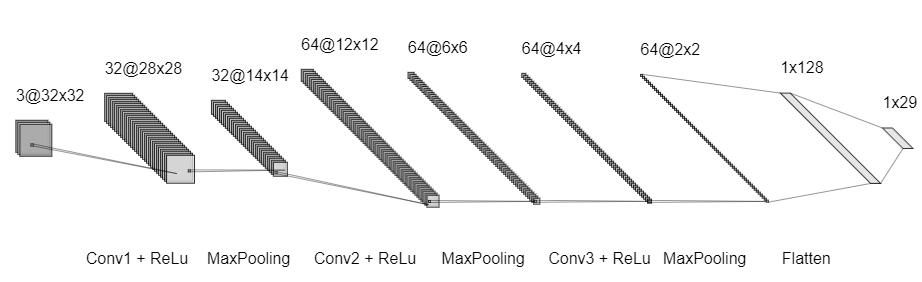 3@32x32
32@28x28
32@14x14
64@12x12
64@6x6
64@4x4
64@2x2
1x128
1x29
Conv1 + ReLu
MaxPooling
Conv2 + ReLu
MaxPooling
Conv3 + ReLu
MaxPooling
Flatten